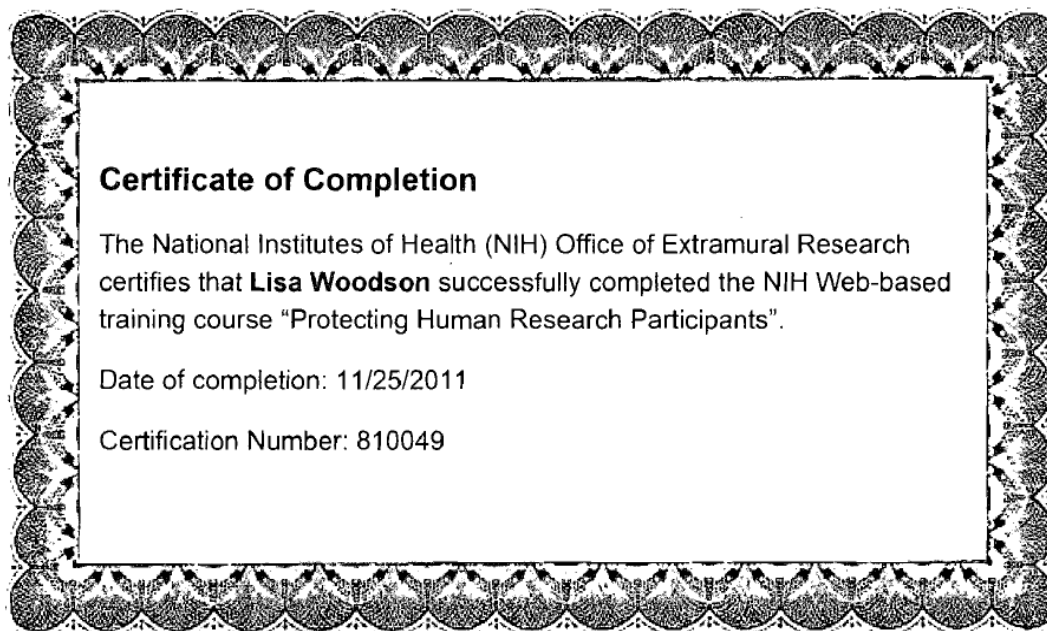 Certificate of Completion
The National Institutes of Health (NIH) Office of Extramural Research
certifies that Lisa Woodson successfully completed the NIH Web-based
training course “Protecting Human Research Participants”.
Date of completion: 11/25/2011
Certification Number: 810049